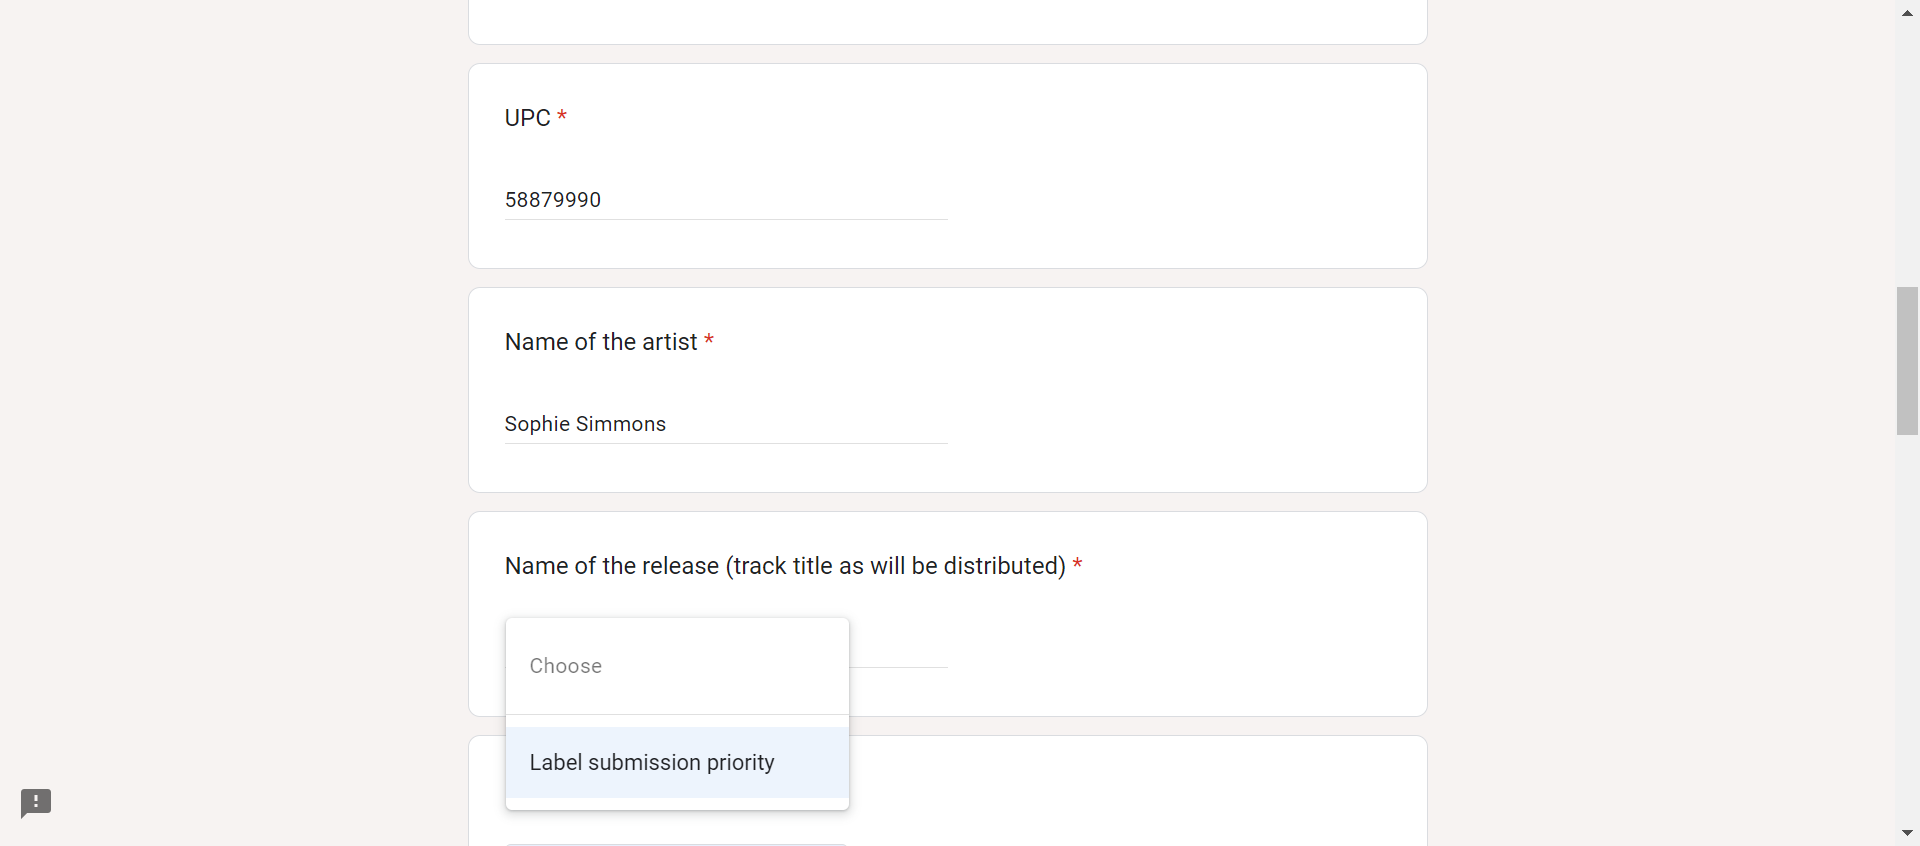 UPC *
58879990
Name of the artist *
Sophie Simmons
Name of the release (track title as will be distributed) *
Choose
Label submission priority